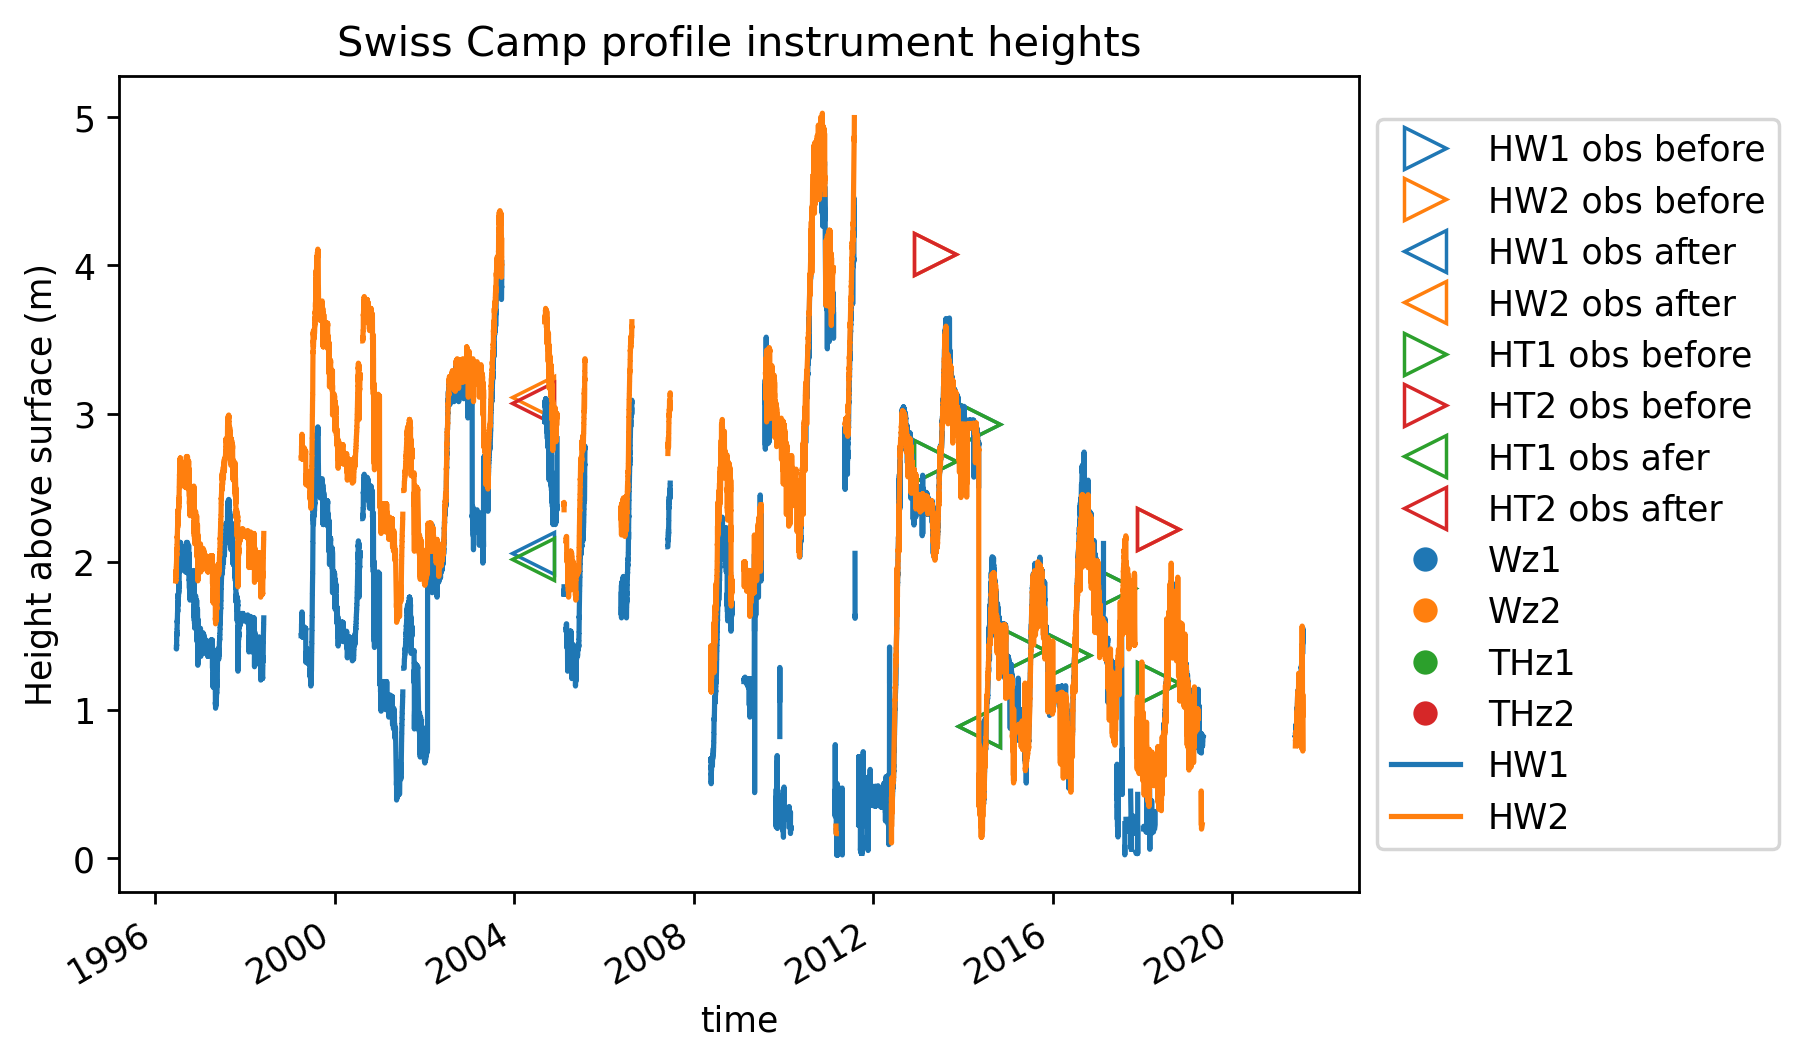 Swiss Camp profile instrument heights
Height above surface (m)
5
4
3
2
1
0
1996
2000
2004
2008
2012
2016
2020
time
HW1 obs before
HW2 obs before
HW1 obs after
HW2 obs after
HT1 obs before
HT2 obs before
HT1 obs afer
HT2 obs after
Wz1
Wz2
THz1
THz2
HW1
HW2